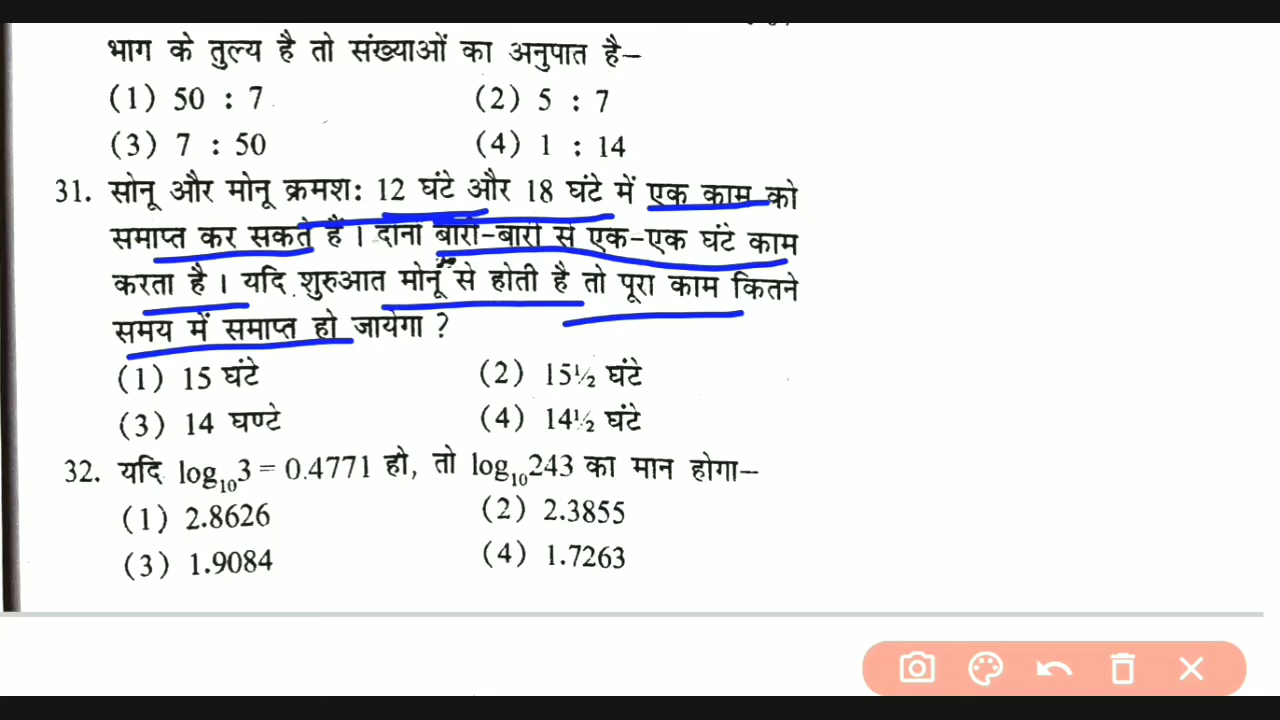 भाग के तुल्य है तो संख्याओं का अनुपात है–
(1) 50 : 7 (2) 5 : 7
(3) 7 : 50 (4) 1 : 14
31. सोनू और मोनू क्रमश: 12 घंटे और 18 घंटे में एक काम को
समाप्त कर सकते हैं। दोनों बारी-बारी से एक-एक घंटे काम
करता है। यदि शुरुआत मोनू से होती है तो पूरा काम कितने
समय में समाप्त हो जायेगा ?
(1) 15 घंटे (2) 15½ घंटे
(3) 14 घण्टे (4) 14½ घंटे
32. यदि log₁₀3 = 0.4771 हो, तो log₁₀243 का मान होगा–
(1) 2.8626 (2) 2.3855
(3) 1.9084 (4) 1.7263